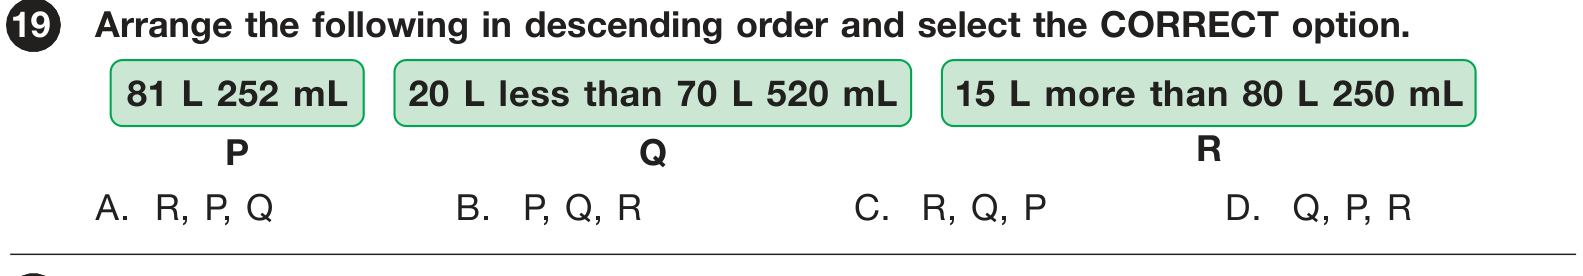 19 Arrange the following in descending order and select the CORRECT option.
81 L 252 mL 20 L less than 70 L 520 mL 15 L more than 80 L 250 mL
P Q R
A. R, P, Q B. P, Q, R C. R, Q, P D. Q, P, R